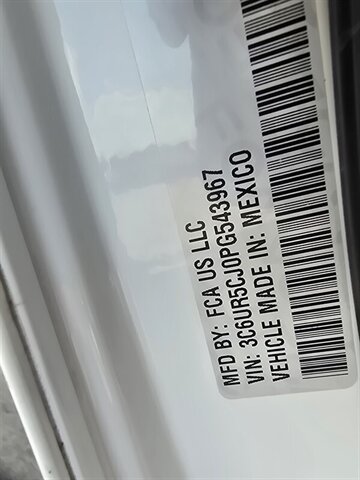 MFD BY: FCA US LLC
VIN: 3C6UR5CJ0PG543967
VEHICLE MADE IN: MEXICO